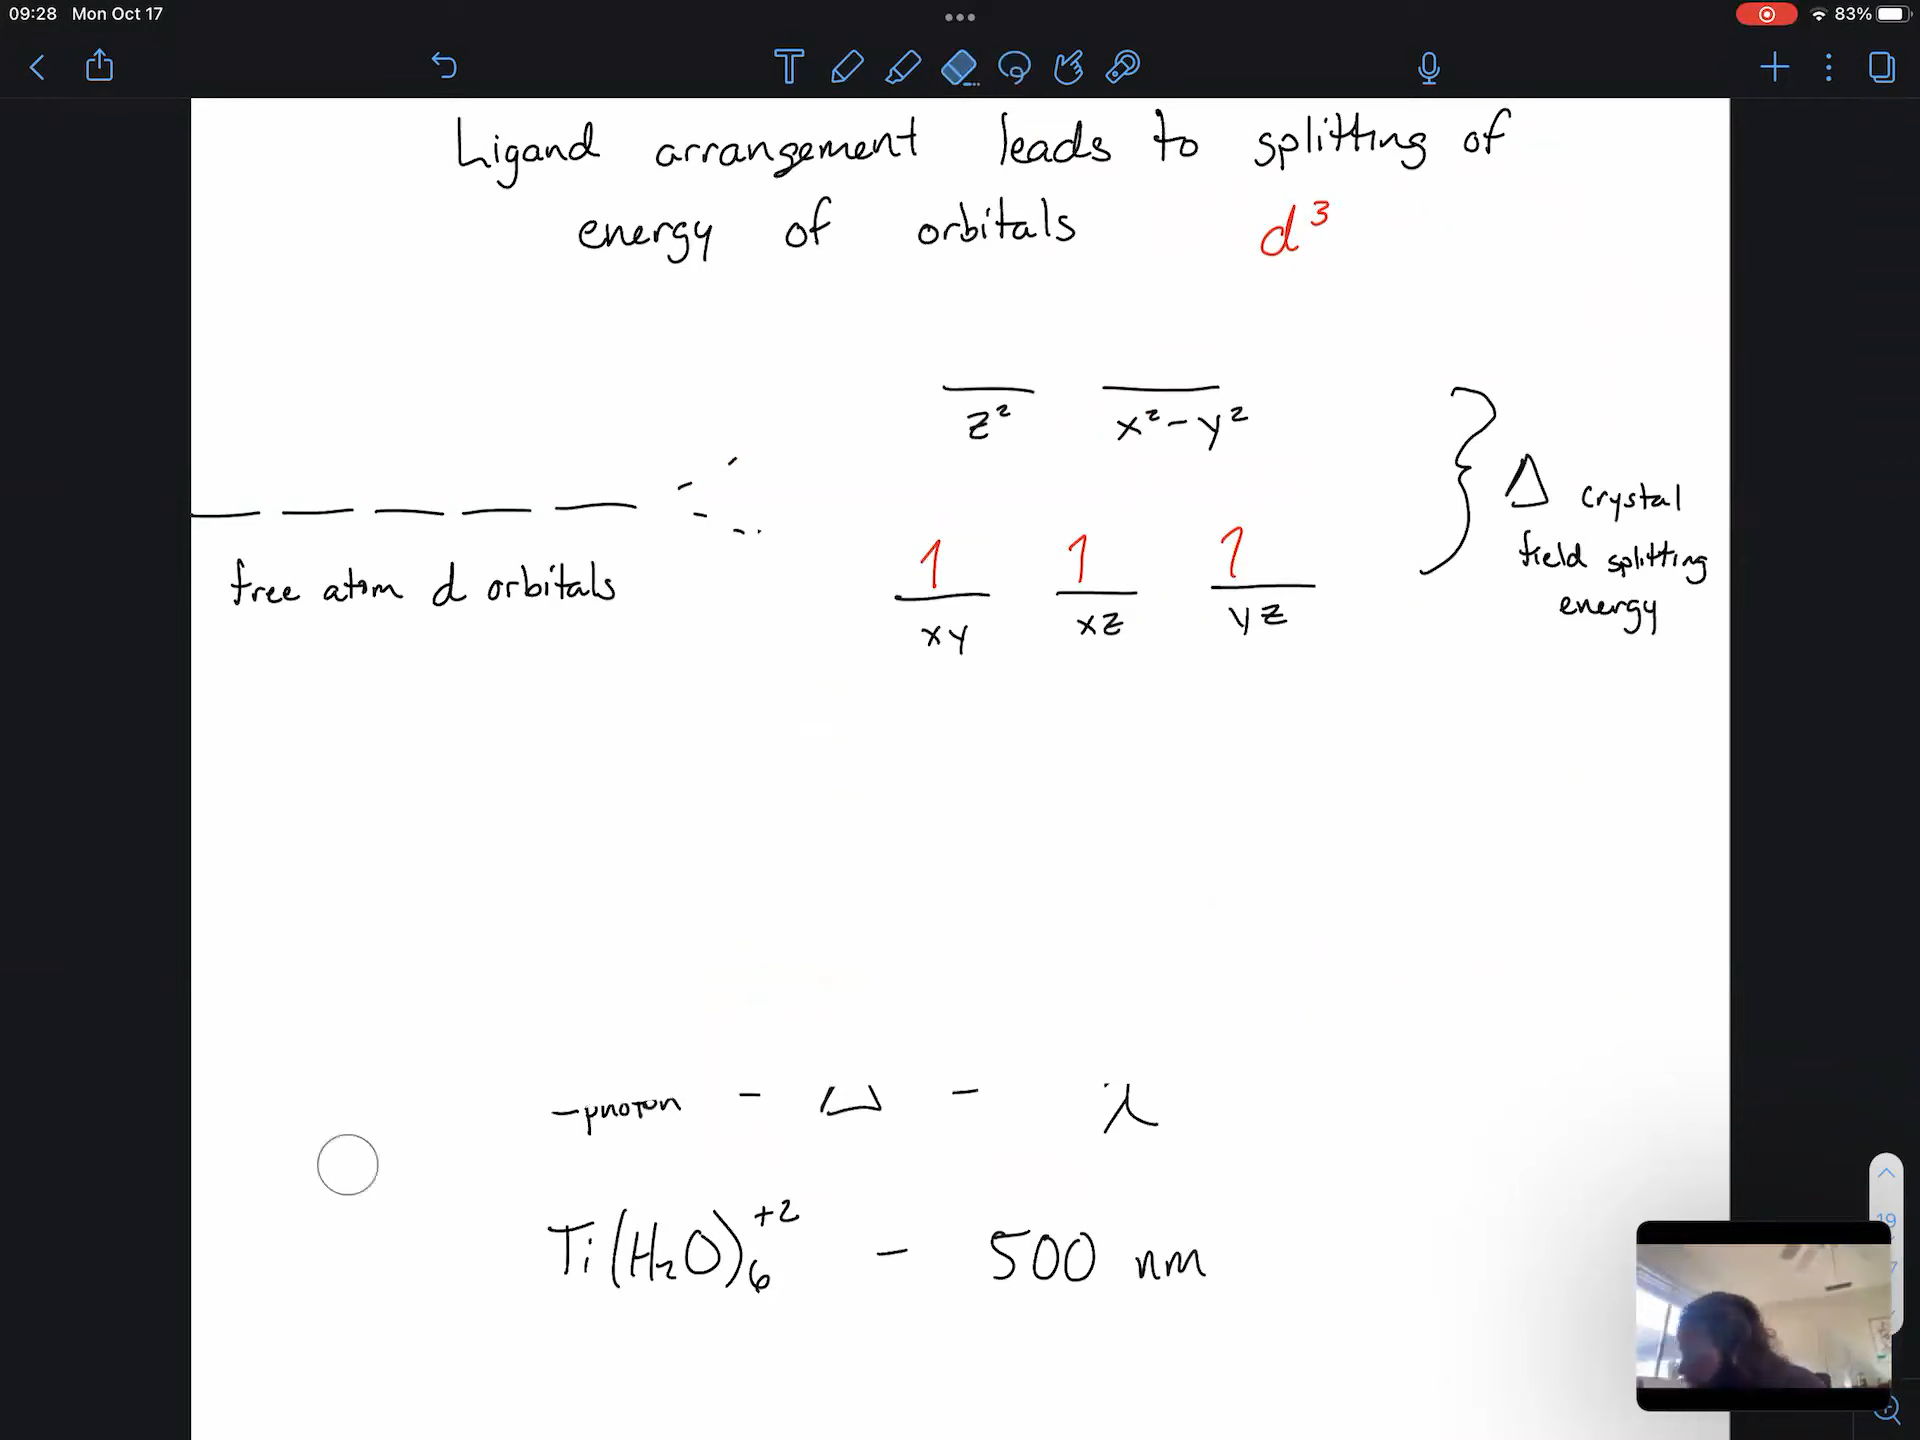 09:28 Mon Oct 17
83%
Ligand arrangement leads to splitting of
energy of orbitals d³
z² x²-y²
Δ crystal
field splitting
energy
free atom d orbitals
1 1 1
xy xz yz
-photon - - λ
Ti(H₂O)₆⁺² - 500 nm
19